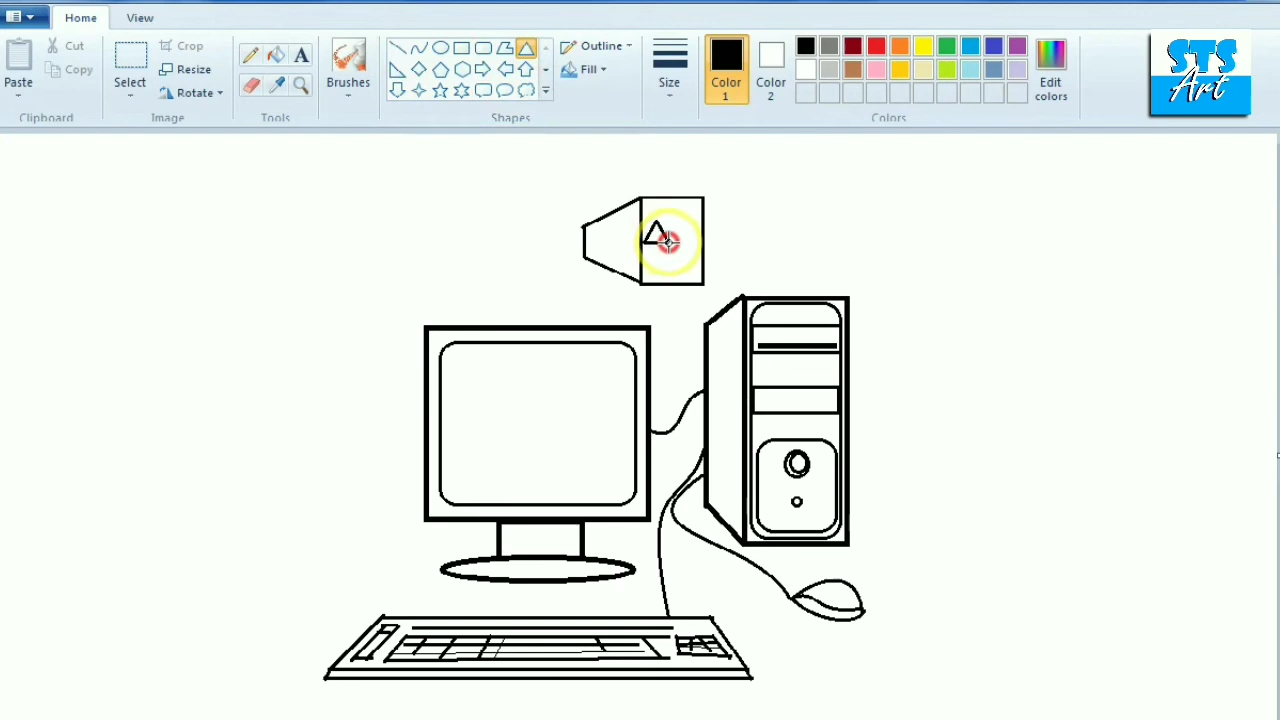 Home View
Cut
Copy
Paste
Clipboard
Select
Crop
Resize
Rotate
Image
A
Tools
Brushes
Outline
Fill
Shapes
Size
Color
1
Color
2
Edit
colors
Colors
STS
Art